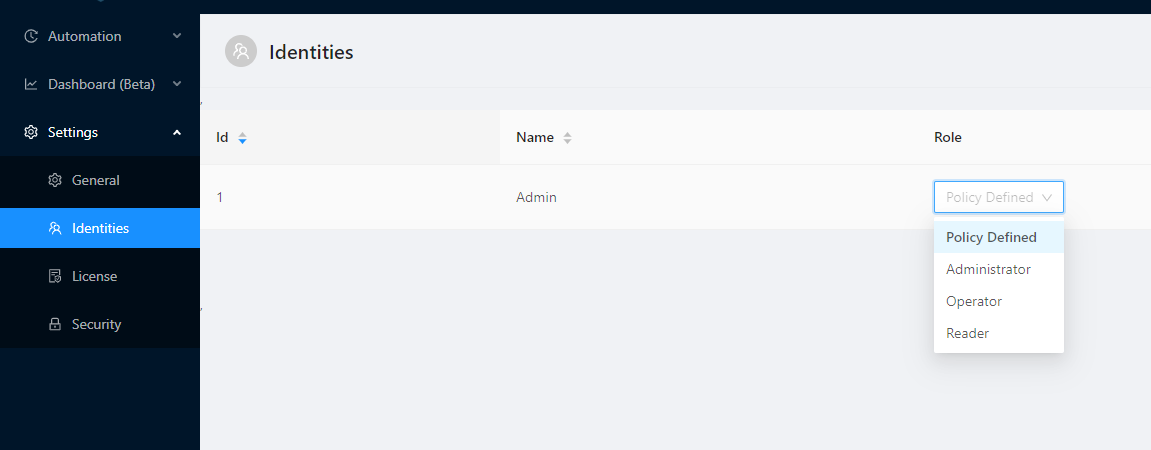 Automation
Dashboard (Beta)
Settings
General
Identities
License
Security
Identities
Id Name Role
1 Admin Policy Defined
Policy Defined
Administrator
Operator
Reader